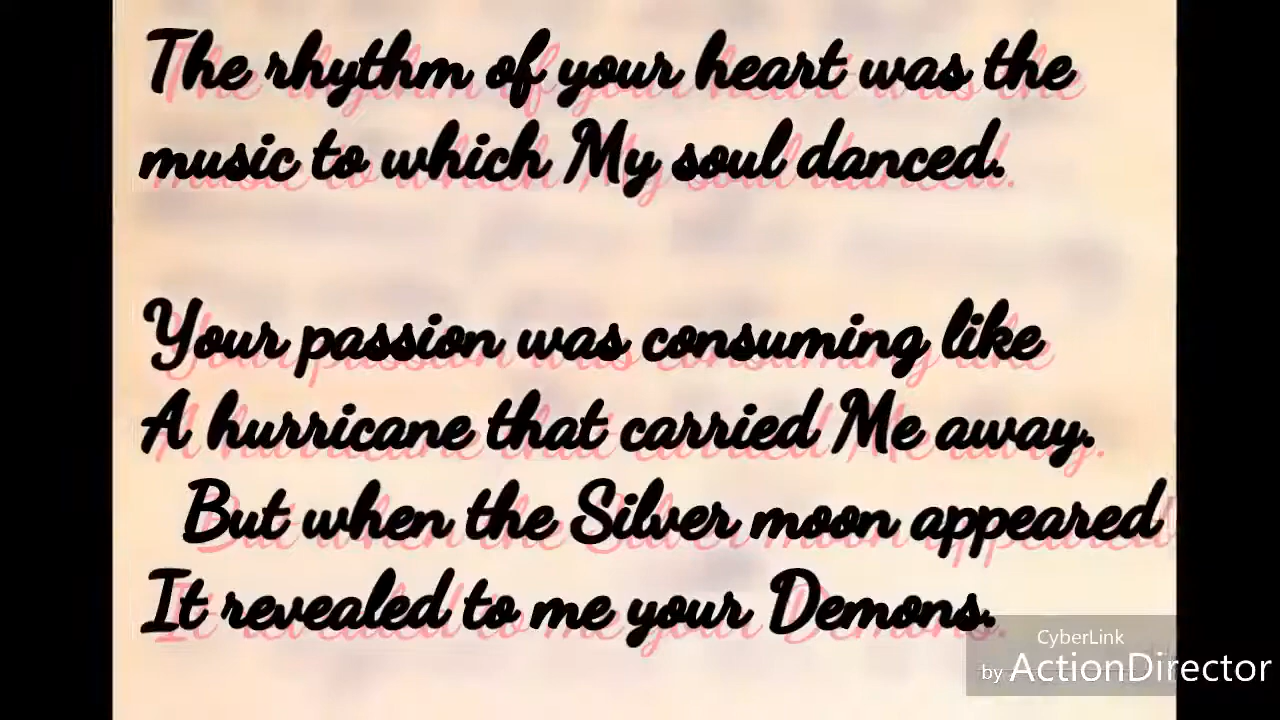 The rhythm of your heart was the
music to which My soul danced.
Your passion was consuming like
A hurricane that carried Me away.
But when the Silver moon appeared
It revealed to me your Demons.
CyberLink
by ActionDirector